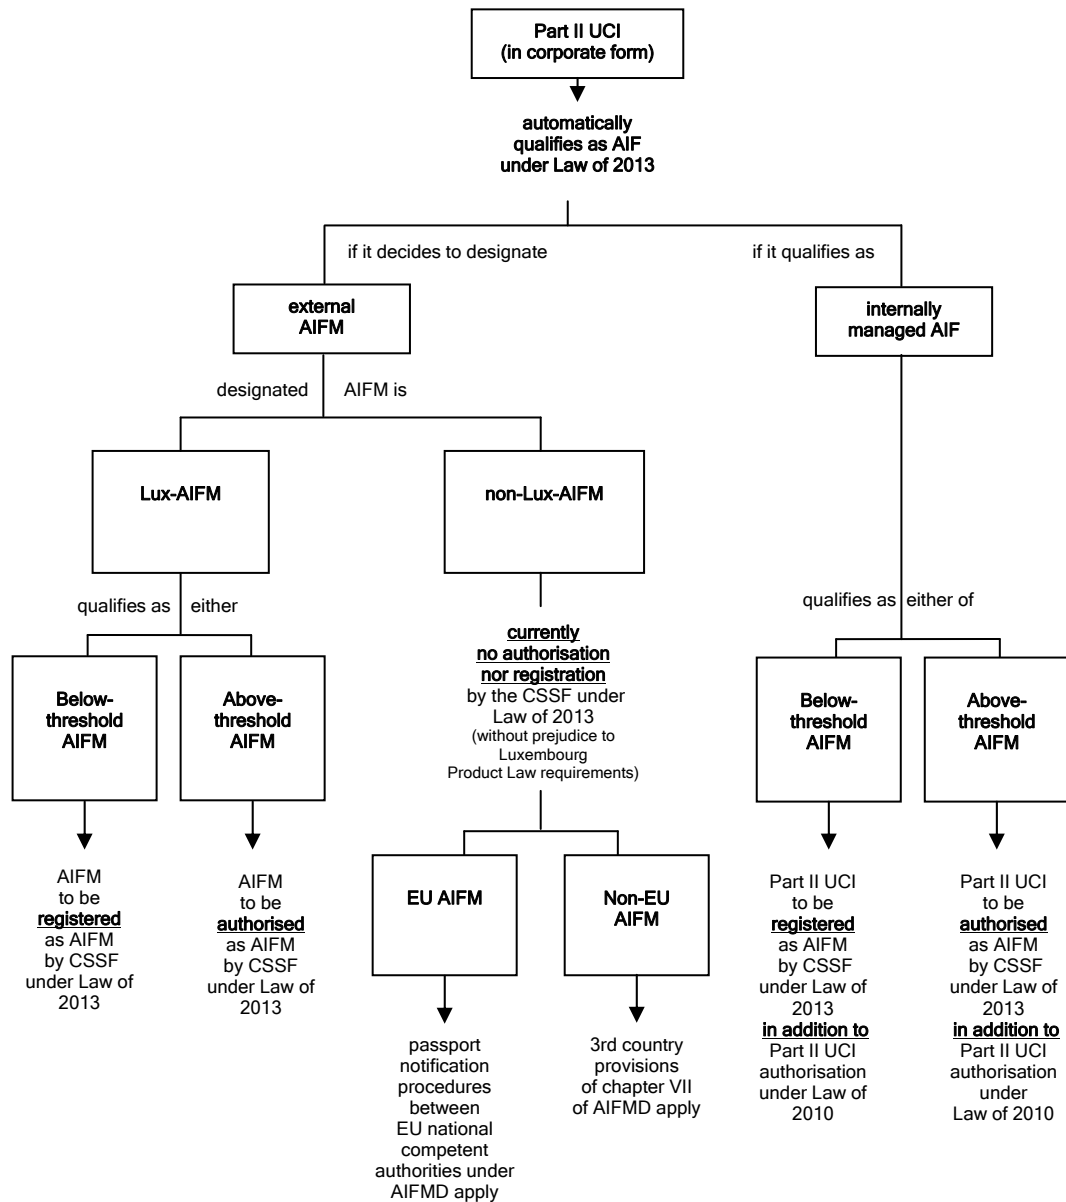 Part II UCI
(in corporate form)
automatically
qualifies as AIF
under Law of 2013
if it decides to designate
if it qualifies as
external
AIFM
internally
managed AIF
designated
AIFM is
Lux-AIFM
non-Lux-AIFM
qualifies as
either
currently
no authorisation
nor registration
by the CSSF under
Law of 2013
(without prejudice to
Luxembourg
Product Law requirements)
qualifies as
either of
Below-
threshold
AIFM
Above-
threshold
AIFM
Below-
threshold
AIFM
Above-
threshold
AIFM
AIFM
to be
registered
as AIFM
by CSSF
under Law of
2013
AIFM
to be
authorised
as AIFM
by CSSF
under Law of
2013
EU AIFM
Non-EU
AIFM
passport
notification
procedures
between
EU national
competent
authorities under
AIFMD apply
3rd country
provisions
of chapter VII
of AIFMD apply
Part II UCI
to be
registered
as AIFM
by CSSF
under Law of
2013
in addition to
Part II UCI
authorisation
under Law of
2010
Part II UCI
to be
authorised
as AIFM
by CSSF
under Law of
2013
in addition to
Part II UCI
authorisation
under
Law of 2010